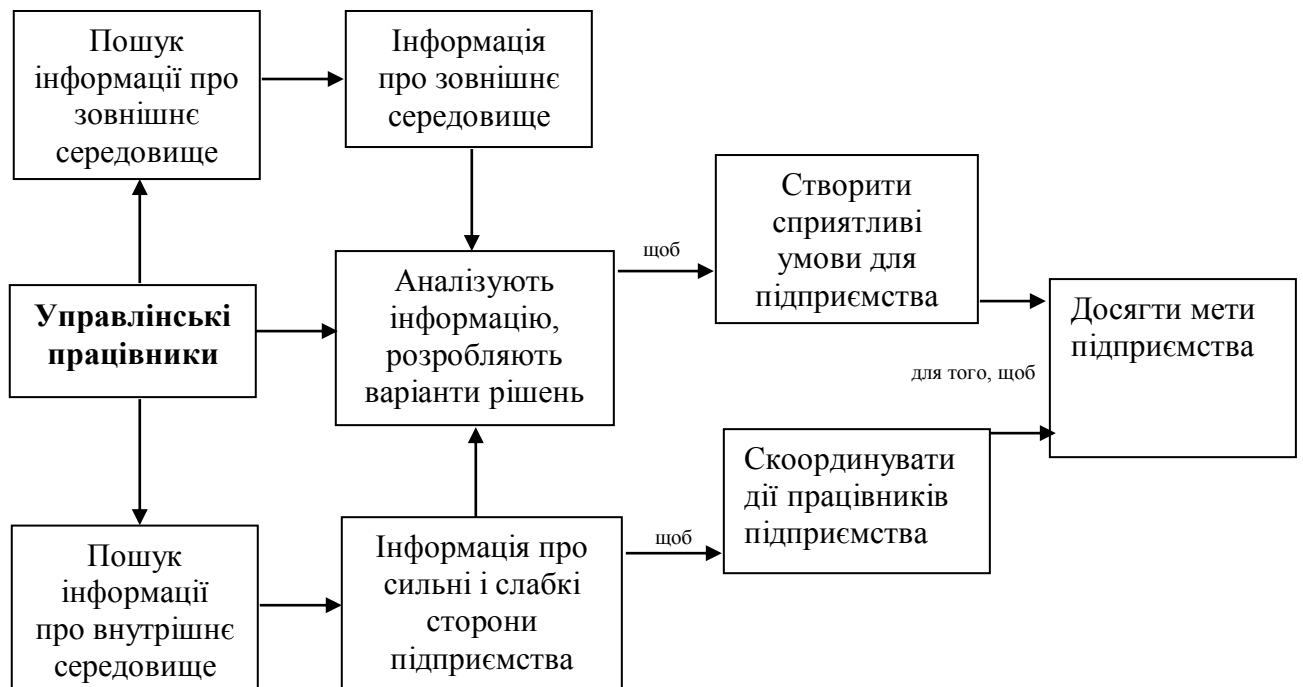 Пошук
інформації про
зовнішнє
середовище
Інформація
про зовнішнє
середовище
Створити
сприятливі
умови для
підприємства
щоб
Управлінські
працівники
Аналізують
інформацію,
розробляють
варіанти рішень
Досягти мети
підприємства
для того, щоб
Скоординувати
дії працівників
підприємства
щоб
Пошук
інформації
про внутрішнє
середовище
Інформація про
сильні і слабкі
сторони
підприємства